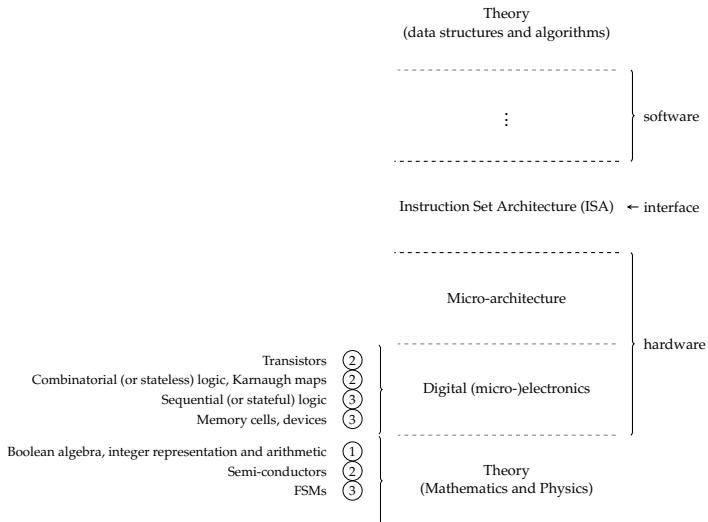 Theory
(data structures and algorithms)
⋮
software
Instruction Set Architecture (ISA) ← interface
Micro-architecture
hardware
Transistors ②
Combinatorial (or stateless) logic, Karnaugh maps ②
Digital (micro-)electronics
Sequential (or stateful) logic ③
Memory cells, devices ③
Boolean algebra, integer representation and arithmetic ①
Semi-conductors ②
FSMs ③
Theory
(Mathematics and Physics)